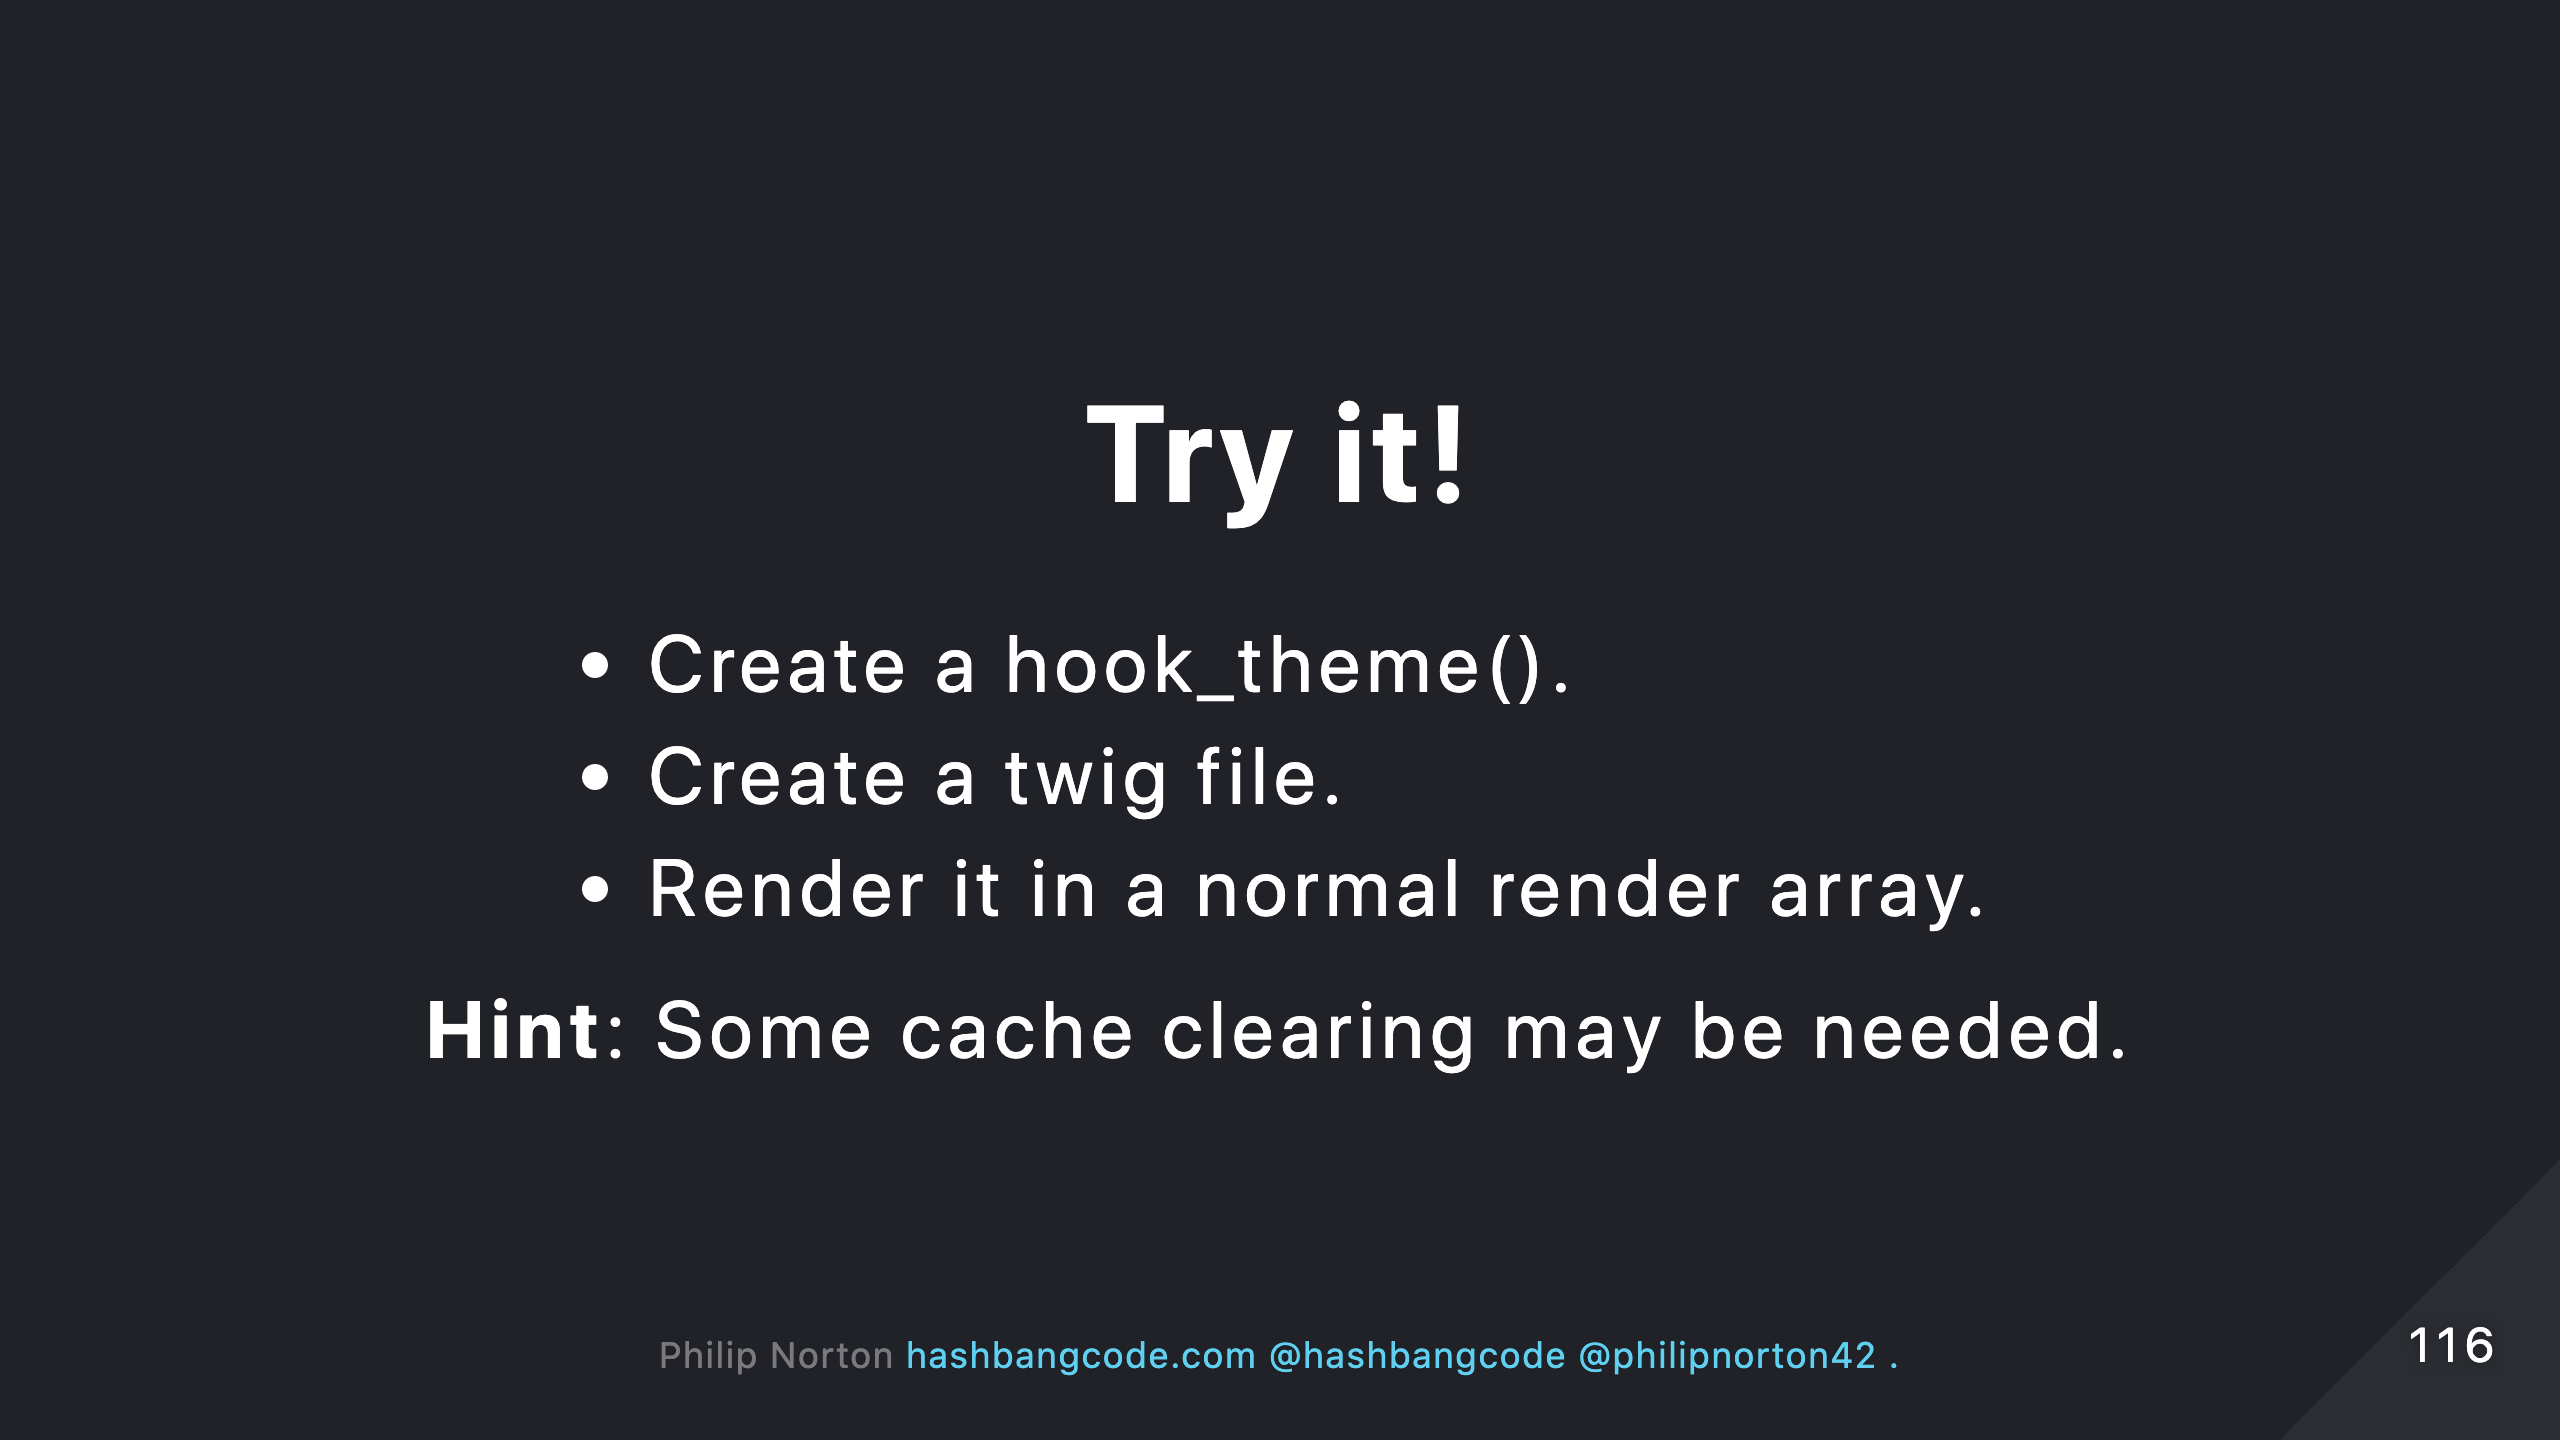 Try it!
• Create a hook_theme().
• Create a twig file.
• Render it in a normal render array.
Hint: Some cache clearing may be needed.
Philip Norton hashbangcode.com @hashbangcode @philipnorton42 .
116